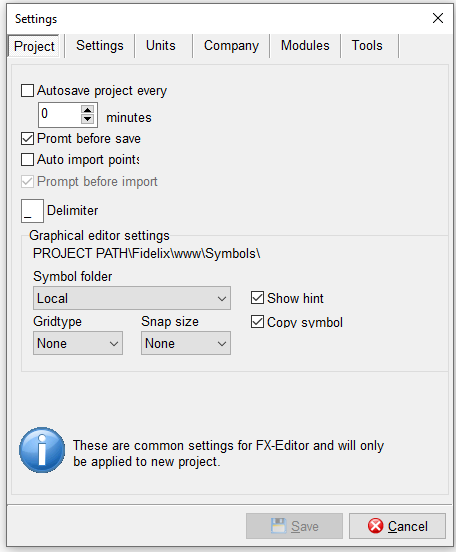 Settings
Project Settings Units Company Modules Tools
Autosave project every
0 minutes
Promt before save
Auto import points
Prompt before import
_ Delimiter
Graphical editor settings
PROJECT PATH\Fidelix\www\Symbols\
Symbol folder
Local Show hint
Gridtype Snap size Copy symbol
None None
These are common settings for FX-Editor and will only
be applied to new project.
Save Cancel